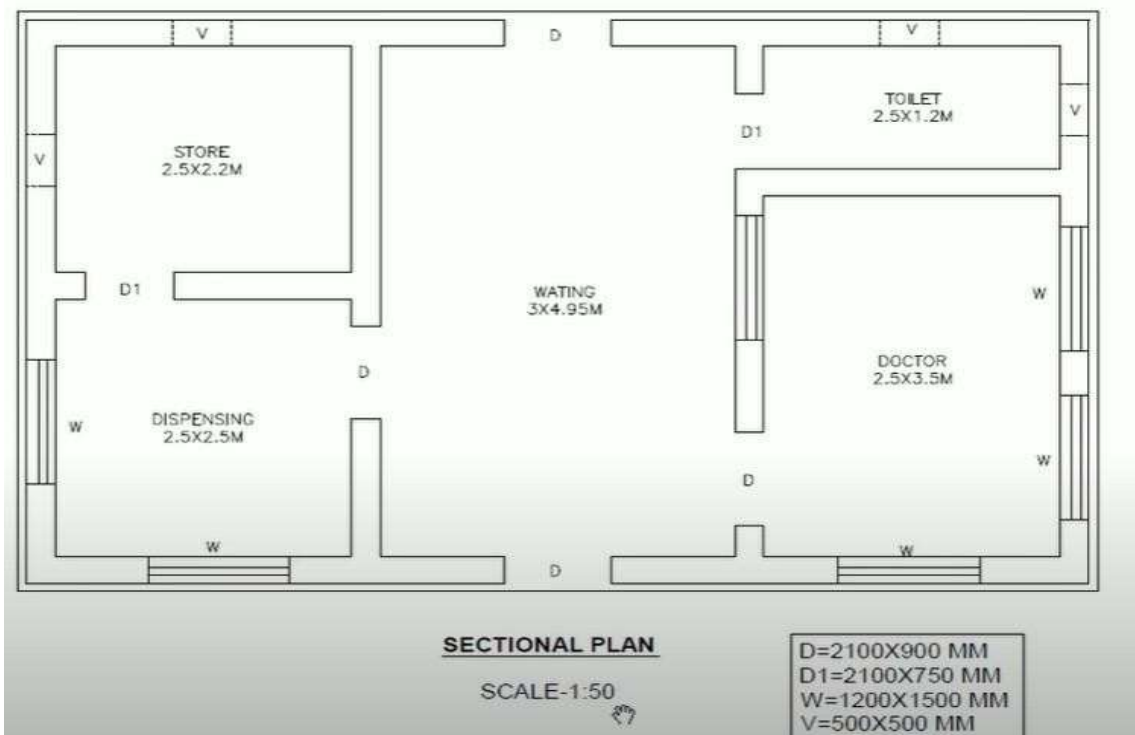 V
D
V
TOILET
2.5X1.2M
V
D1
STORE
2.5X2.2M
V
D1
WATING
3X4.95M
W
D
DOCTOR
2.5X3.5M
DISPENSING
2.5X2.5M
W
W
D
W
W
D
SECTIONAL PLAN
SCALE-1:50
D=2100X900 MM
D1=2100X750 MM
W=1200X1500 MM
V=500X500 MM